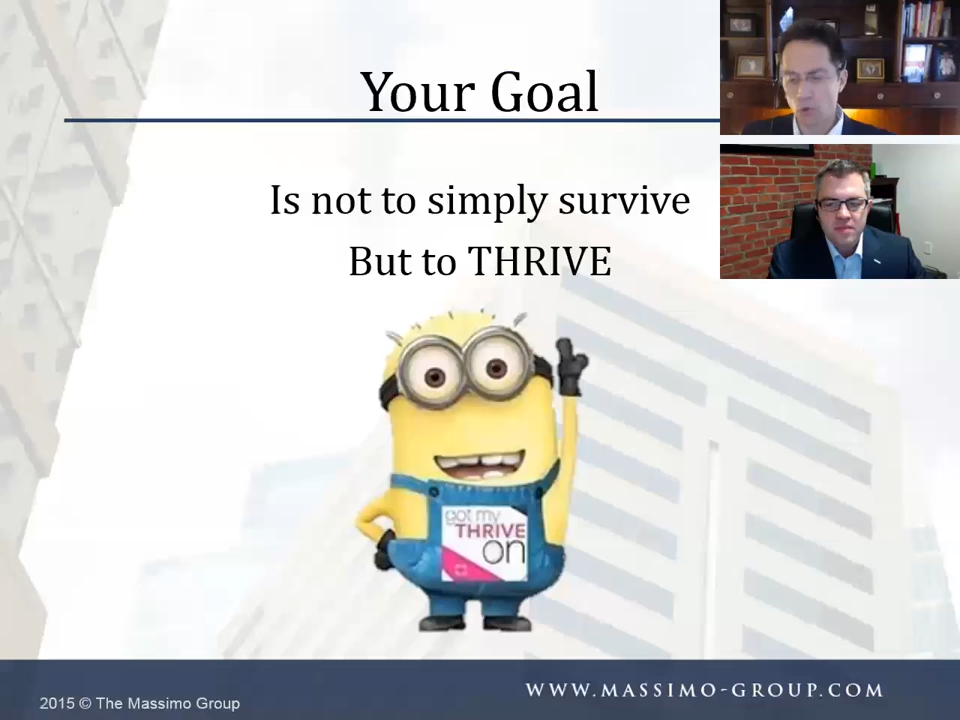 Your Goal
Is not to simply survive
But to THRIVE
got my
THRIVE
on
2015 © The Massimo Group
WWW.MASSIMO-GROUP.COM